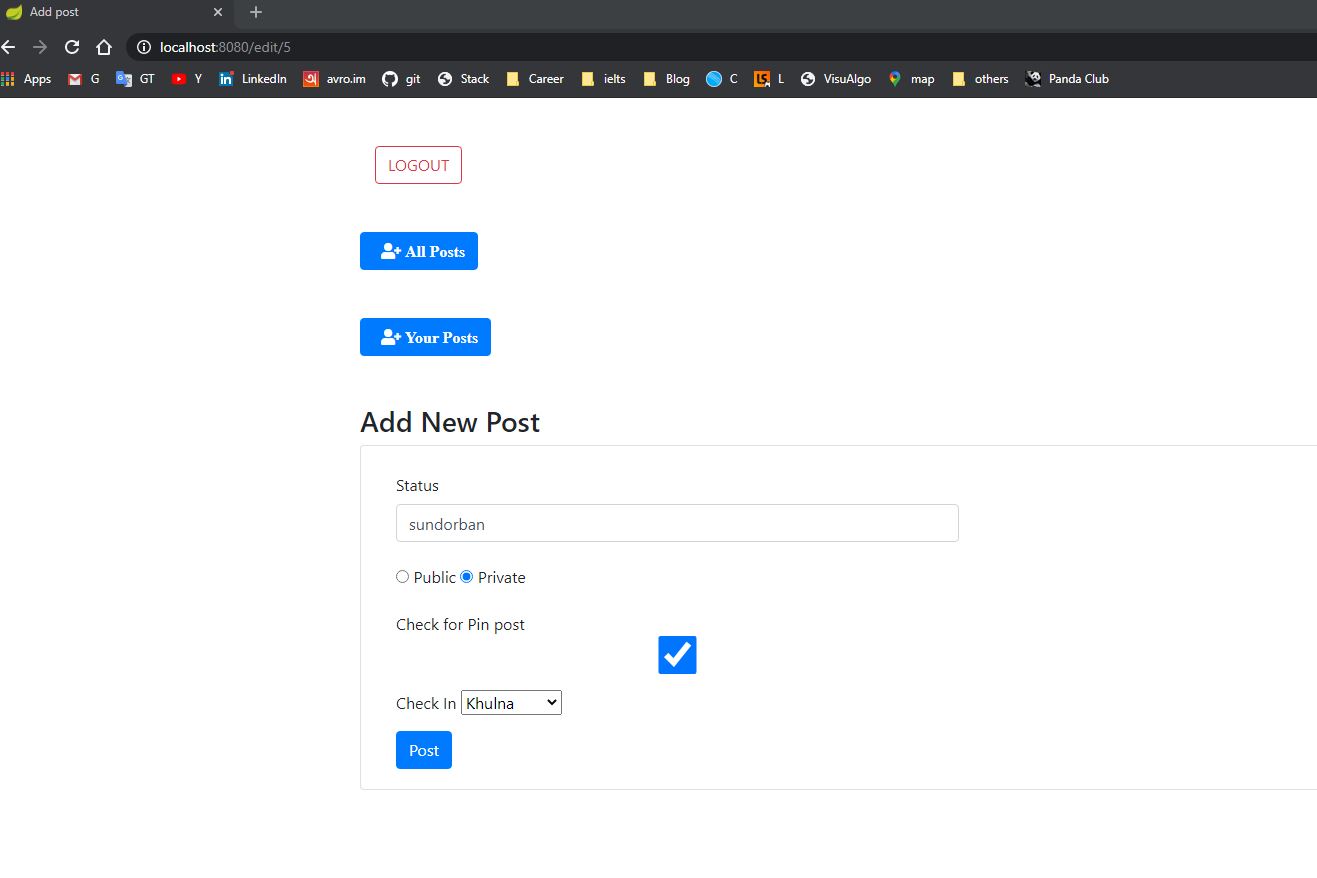 Add post
localhost:8080/edit/5
Apps G GT Y LinkedIn avro.im git Stack Career ielts Blog C L VisuAlgo map others Panda Club
LOGOUT
All Posts
Your Posts
Add New Post
Status
sundorban
Public Private
Check for Pin post
Check In Khulna
Post